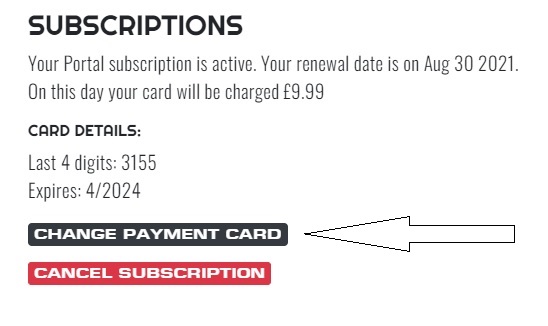 SUBSCRIPTIONS
Your Portal subscription is active. Your renewal date is on Aug 30 2021.
On this day your card will be charged £9.99
CARD DETAILS:
Last 4 digits: 3155
Expires: 4/2024
CHANGE PAYMENT CARD
CANCEL SUBSCRIPTION